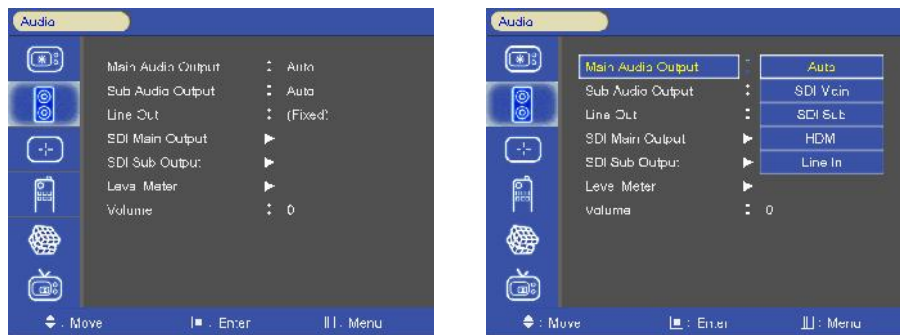 Audio
Main Audio Output : Auto
Sub Audio Output : Auto
Line Out : (Fixed)
SDI Main Output
SDI Sub Output
Level Meter
Volume : 0
: Move : Enter : Menu
Audio
Main Audio Output : Auto
Sub Audio Output : SDI Main
Line Out : SDI Sub
SDI Main Output HDMI
SDI Sub Output Line In
Level Meter
Volume : 0
: Move : Enter : Menu